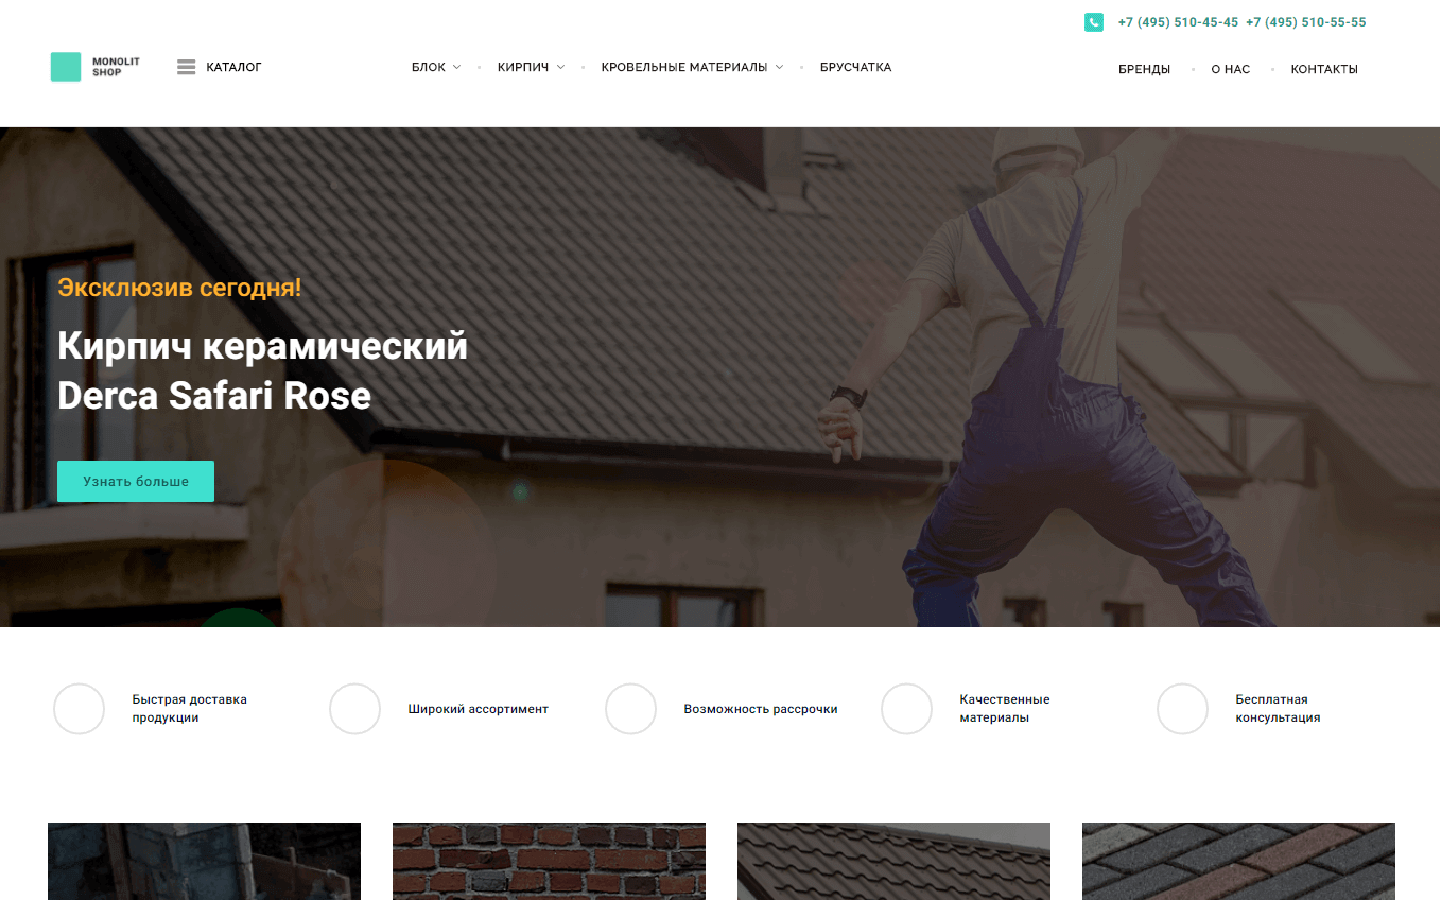 +7 (495) 510-45-45 +7 (495) 510-55-55
MONOLIT
SHOP
КАТАЛОГ
БЛОК
КИРПИЧ
КРОВЕЛЬНЫЕ МАТЕРИАЛЫ
БРУСЧАТКА
БРЕНДЫ
О НАС
КОНТАКТЫ
Эксклюзив сегодня!
Кирпич керамический
Derca Safari Rose
Узнать больше
Быстрая доставка
продукции
Широкий ассортимент
Возможность рассрочки
Качественные
материалы
Бесплатная
консультация